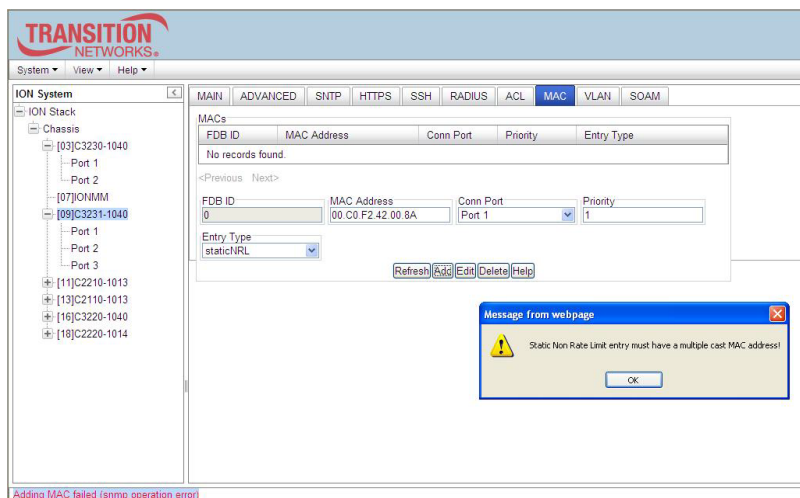 TRANSITION
NETWORKS®
System View Help
ION System
ION Stack
Chassis
[03]C3230-1040
Port 1
Port 2
[07]IONMM
[09]C3231-1040
Port 1
Port 2
Port 3
[11]C2210-1013
[13]C2110-1013
[16]C3220-1040
[18]C2220-1014
MAIN ADVANCED SNTP HTTPS SSH RADIUS ACL MAC VLAN SOAM
MACs
FDB ID MAC Address Conn Port Priority Entry Type
No records found.
<Previous Next>
FDB ID MAC Address Conn Port Priority
0 00.C0.F2.42.00.8A Port 1 1
Entry Type
staticNRL
Refresh Add Edit Delete Help
Message from webpage
Static Non Rate Limit entry must have a multiple cast MAC address!
OK
Adding MAC failed (snmp operation error)